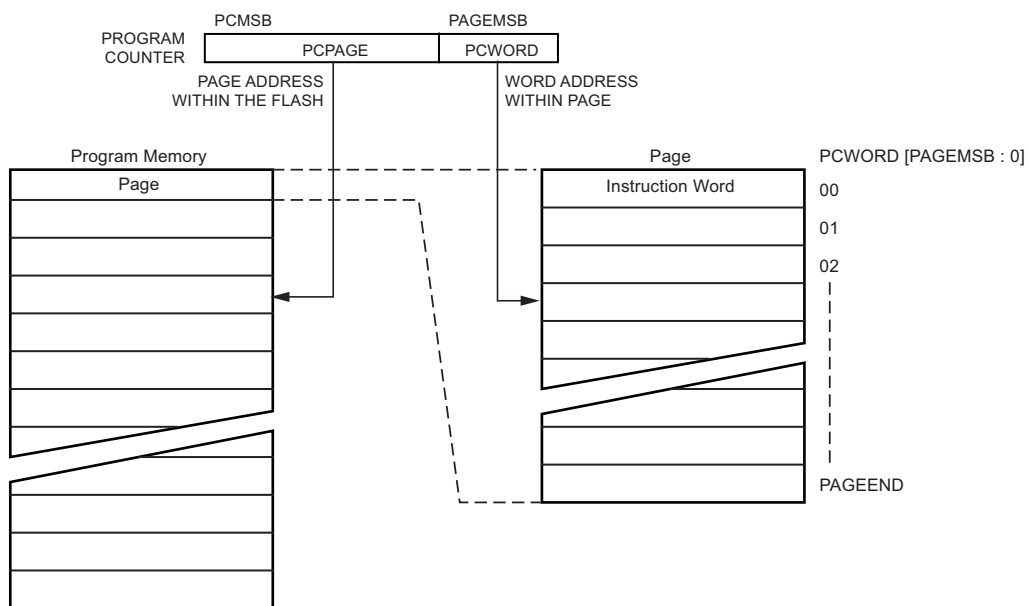 PCMSB
PAGEMSB
PROGRAM
COUNTER
PCPAGE
PCWORD
PAGE ADDRESS
WITHIN THE FLASH
WORD ADDRESS
WITHIN PAGE
Program Memory
Page
PCWORD [PAGEMSB : 0]
Page
Instruction Word
00
01
02
PAGEEND